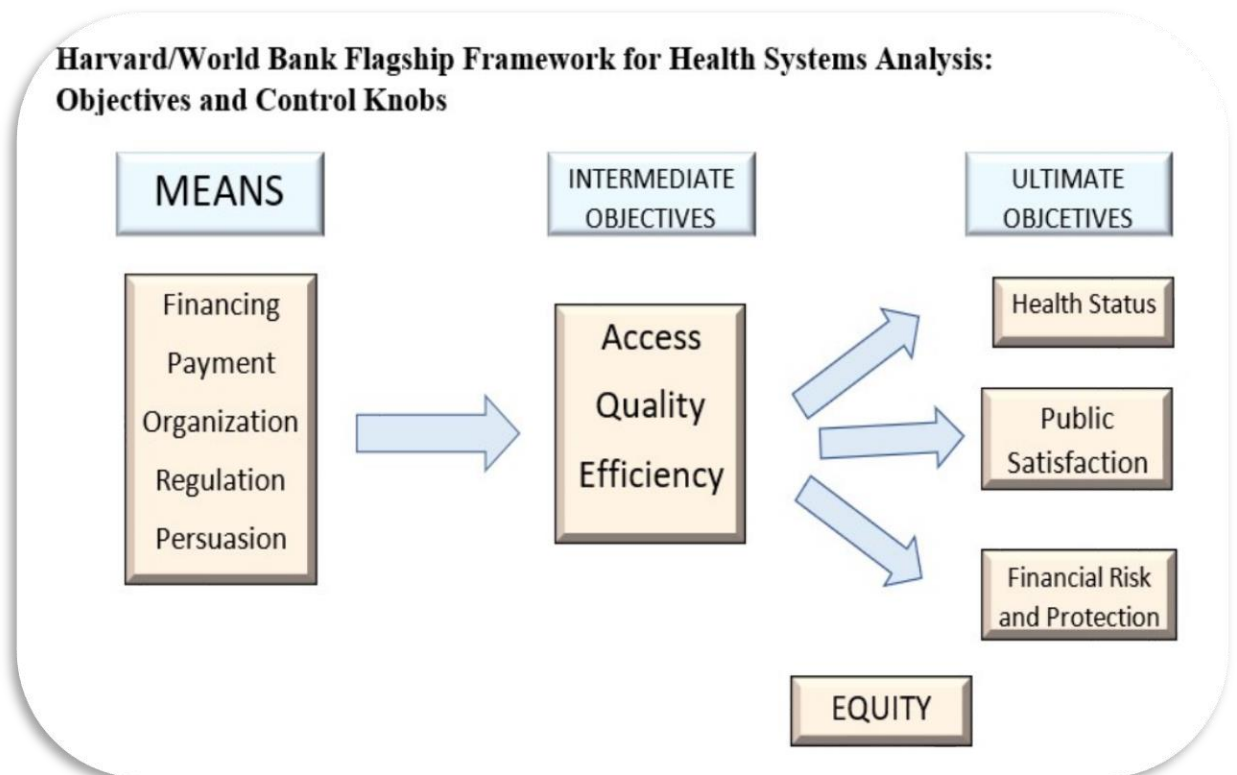 Harvard/World Bank Flagship Framework for Health Systems Analysis:
Objectives and Control Knobs
MEANS
INTERMEDIATE
OBJECTIVES
ULTIMATE
OBJCETIVES
Financing
Payment
Organization
Regulation
Persuasion
Access
Quality
Efficiency
Health Status
Public
Satisfaction
Financial Risk
and Protection
EQUITY